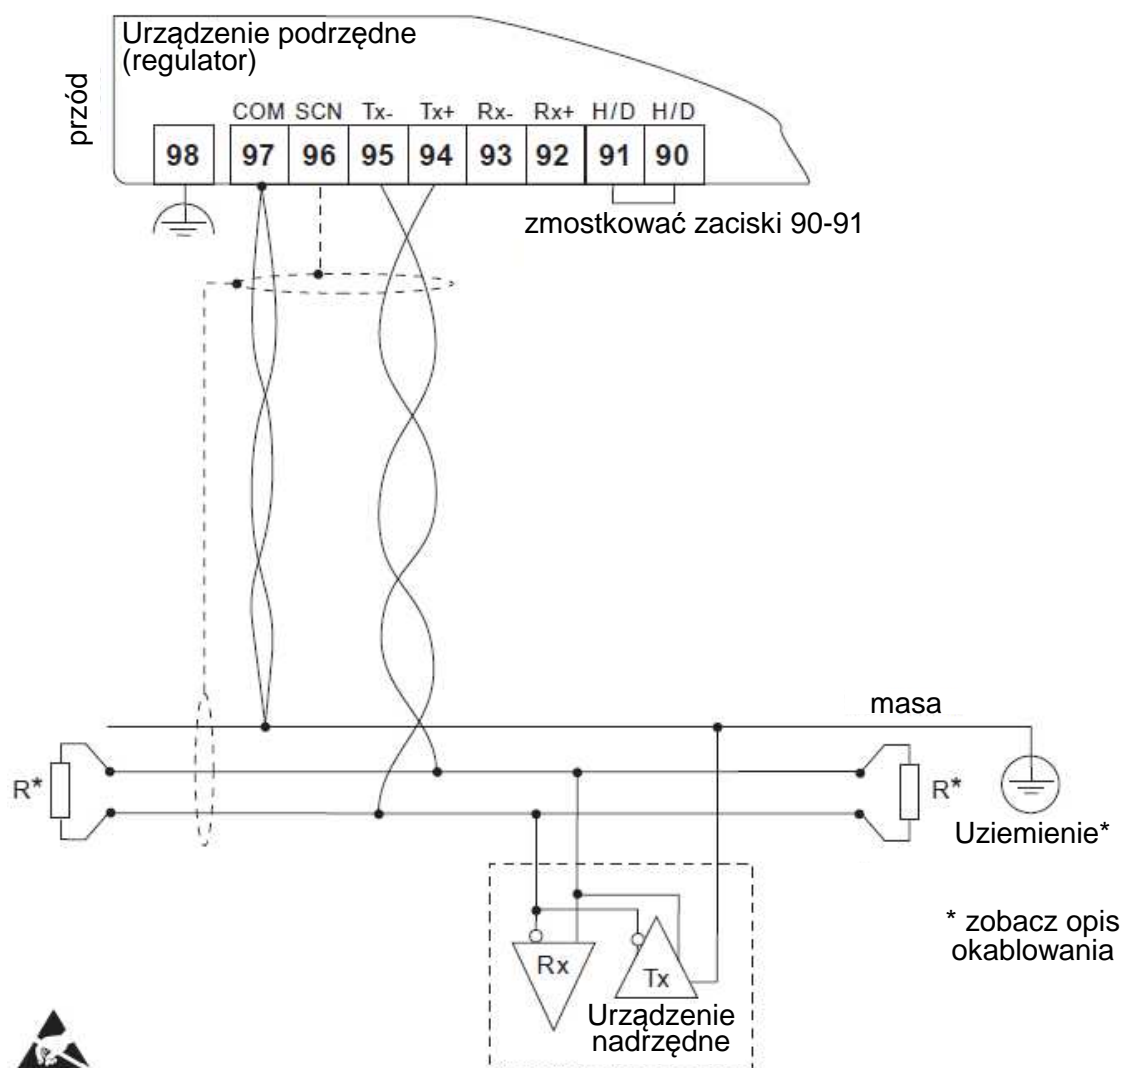 Urządzenie podrzędne
(regulator)
przód
COM SCN Tx- Tx+ Rx- Rx+ H/D H/D
98 97 96 95 94 93 92 91 90
zmostkować zaciski 90-91
masa
R*
R*
Uziemienie*
* zobacz opis
okablowania
Rx
Tx
Urządzenie
nadrzędne